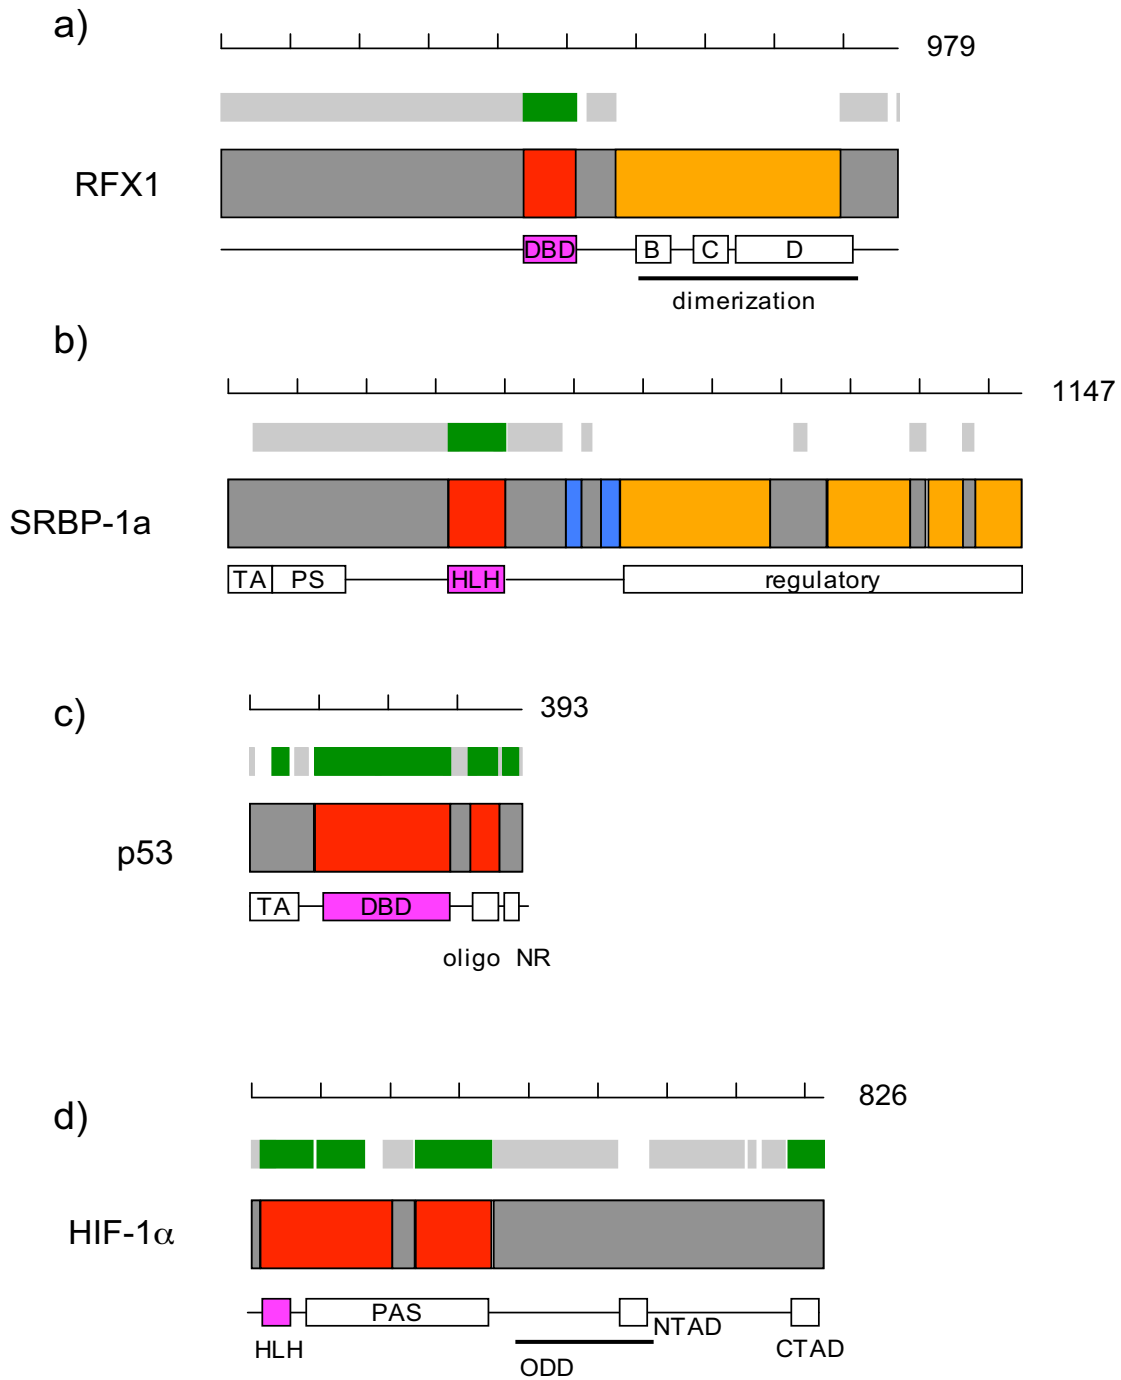 a)
979
RFX1
DBD B C D
dimerization
b)
1147
SRBP-1a
TA PS HLH regulatory
c)
393
p53
TA DBD
oligo NR
d)
826
HIF-1α
PAS
HLH NTAD CTAD
ODD